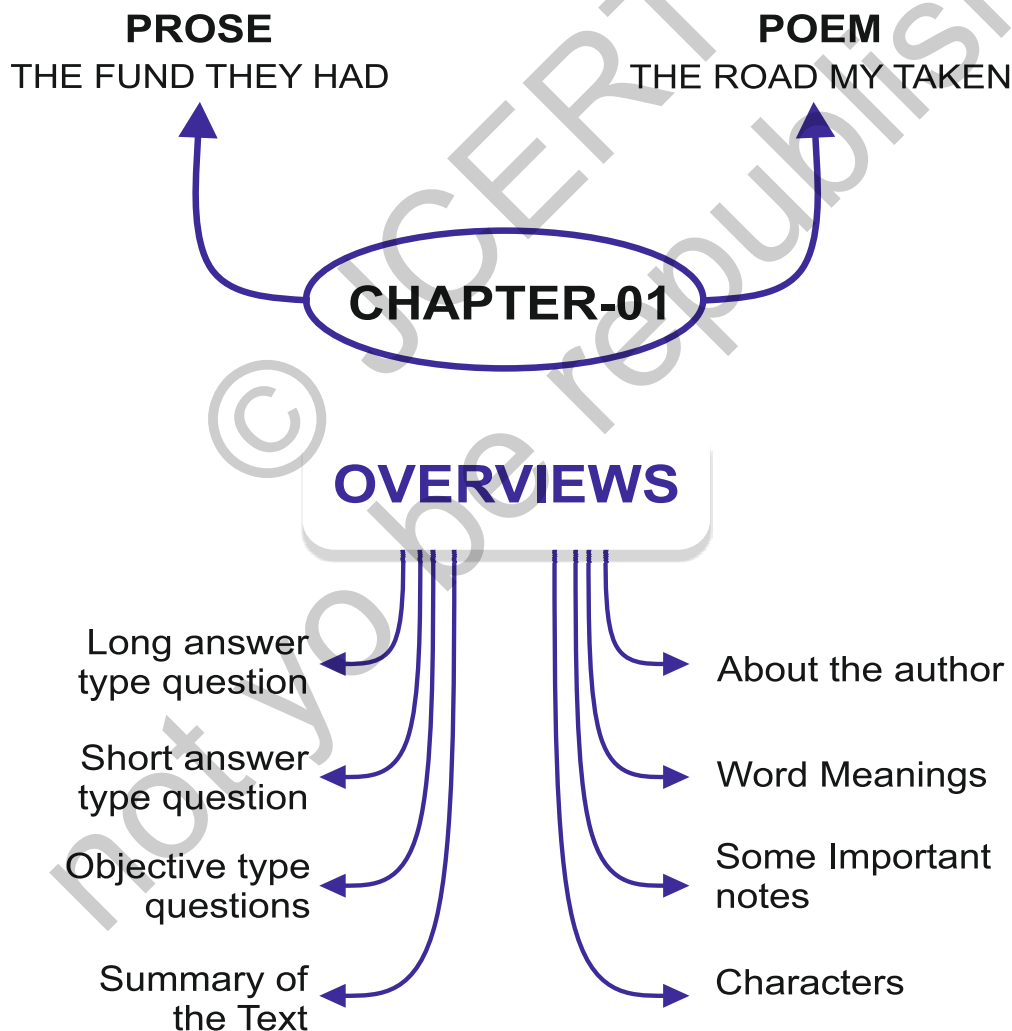 PROSE
THE FUND THEY HAD
POEM
THE ROAD MY TAKEN
CHAPTER-01
OVERVIEWS
Long answer
type question
Short answer
type question
Objective type
questions
Summary of
the Text
About the author
Word Meanings
Some Important
notes
Characters
© JCERT
not yo be republis